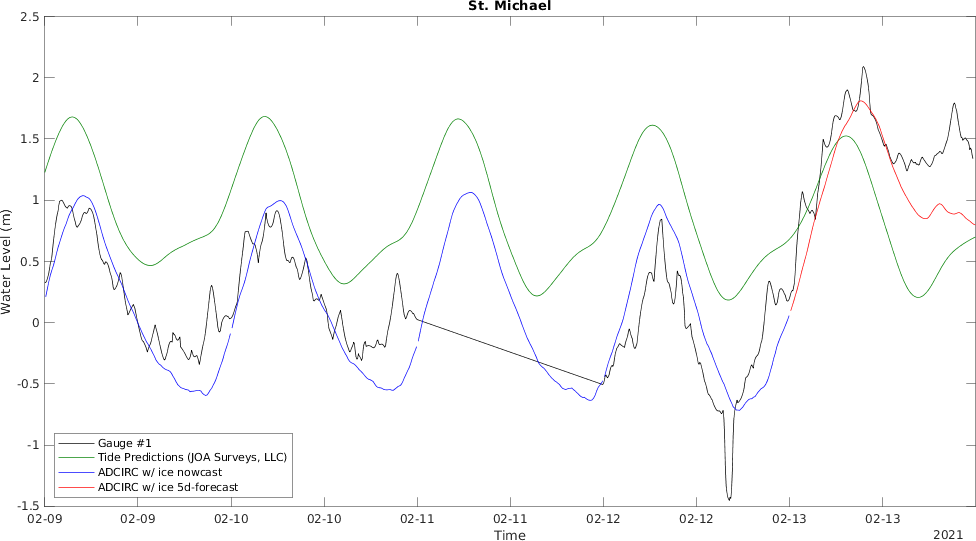 St. Michael
2.5
2
1.5
1
0.5
0
-0.5
-1
-1.5
Water Level (m)
Gauge #1
Tide Predictions (JOA Surveys, LLC)
ADCIRC w/ ice nowcast
ADCIRC w/ ice 5d-forecast
02-09 02-09 02-10 02-10 02-11 02-11 02-12 02-12 02-13 02-13
Time
2021